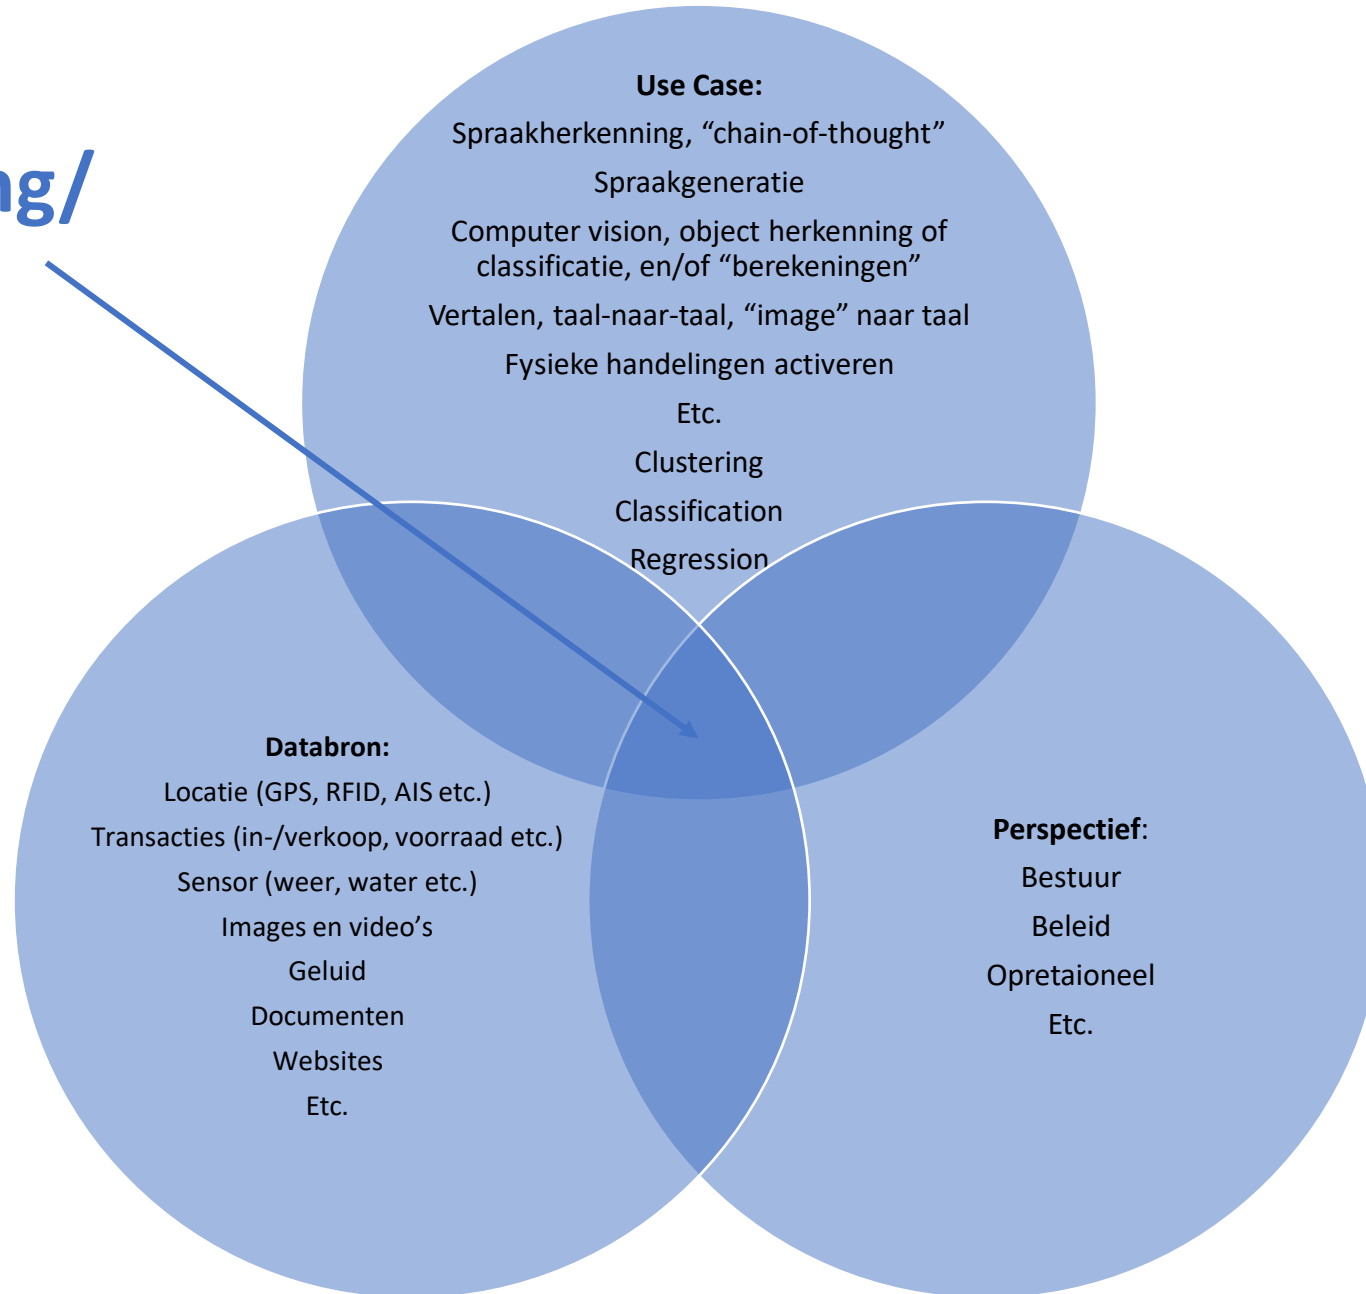 ng/
Use Case:
Spraakherkenning, “chain-of-thought”
Spraakgeneratie
Computer vision, object herkenning of
classificatie, en/of “berekeningen”
Vertalen, taal-naar-taal, “image” naar taal
Fysieke handelingen activeren
Etc.
Clustering
Classification
Regression
Databron:
Locatie (GPS, RFID, AIS etc.)
Transacties (in-/verkoop, voorraad etc.)
Sensor (weer, water etc.)
Images en video’s
Geluid
Documenten
Websites
Etc.
Perspectief:
Bestuur
Beleid
Opretaioneel
Etc.